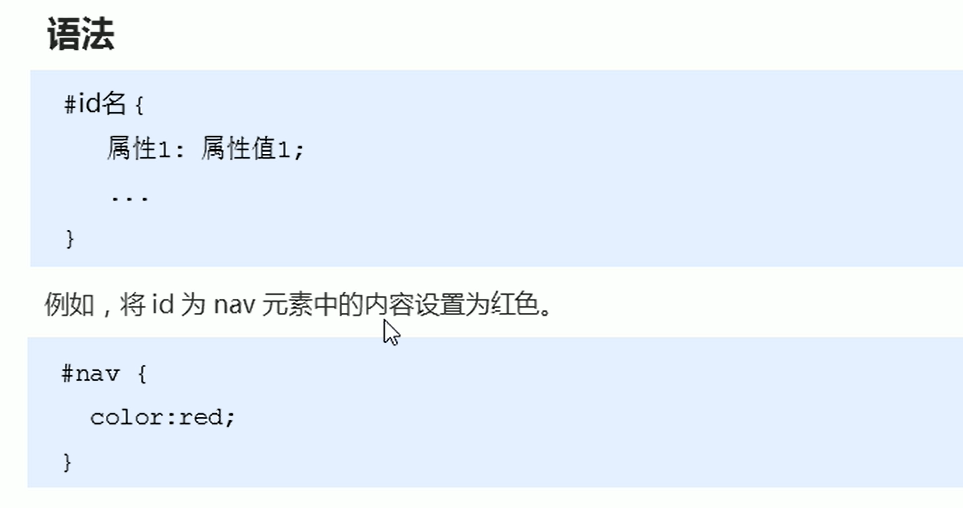 语法
#id名 {
属性1: 属性值1;
...
}
例如，将 id 为 nav 元素中的内容设置为红色。
#nav {
color:red;
}